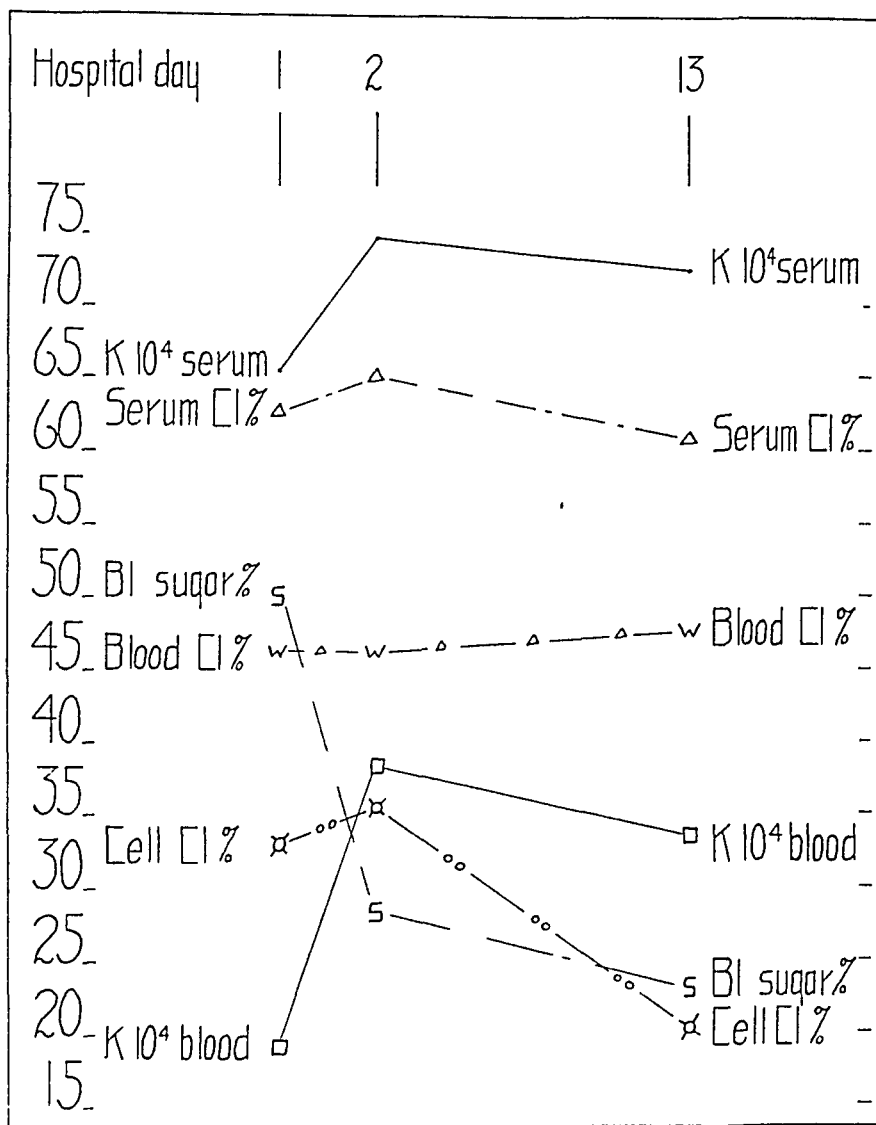 Hospital day 1 2 13
75
70 K 10⁴ serum
65 K 10⁴ serum
Serum Cl %
60 Serum Cl %
55
50 Bl sugar %
S
Blood Cl %
45 Blood Cl %
W W W
40
35
Cell Cl %
30 K 10⁴ blood
S
25
S Bl sugar %
20 Cell Cl %
K 10⁴ blood
15